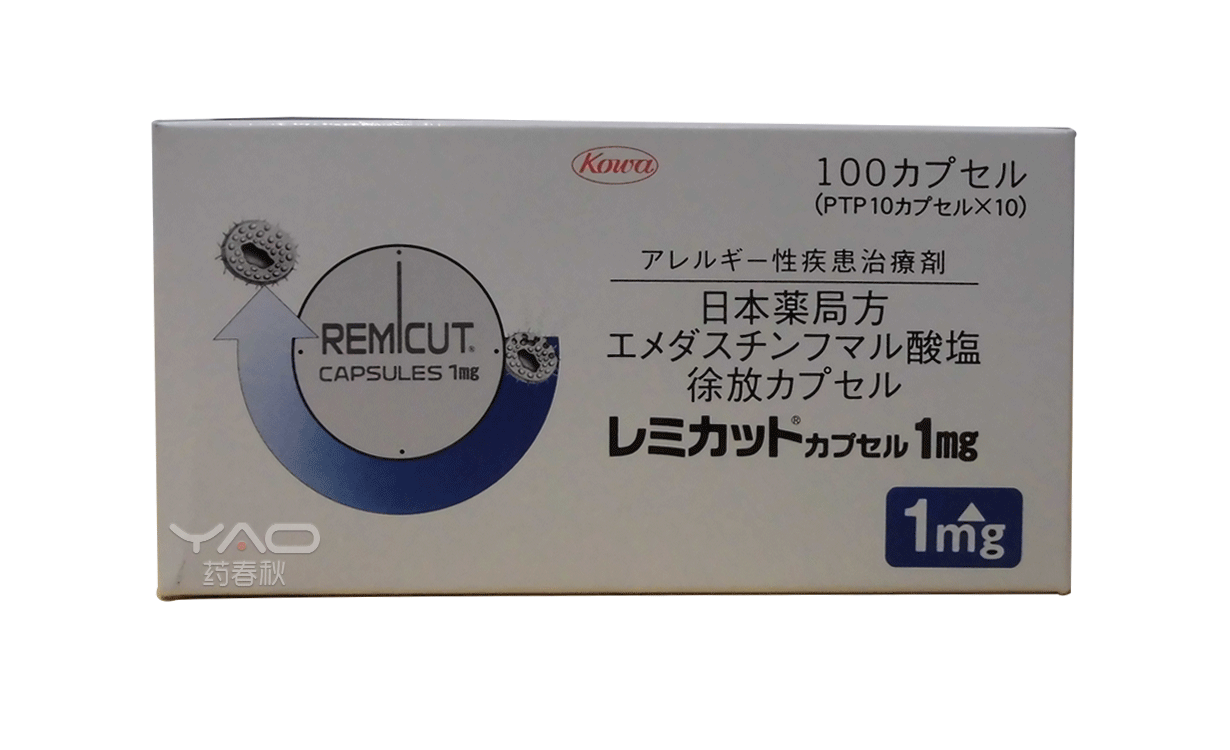 Kowa
100カプセル
(PTP10カプセル×10)
アレルギー性疾患治療剤
日本薬局方
エメダスチンフマル酸塩
徐放カプセル
レミカット®カプセル1mg
1mg
REMICUT®
CAPSULES 1mg
YAO
药春秋